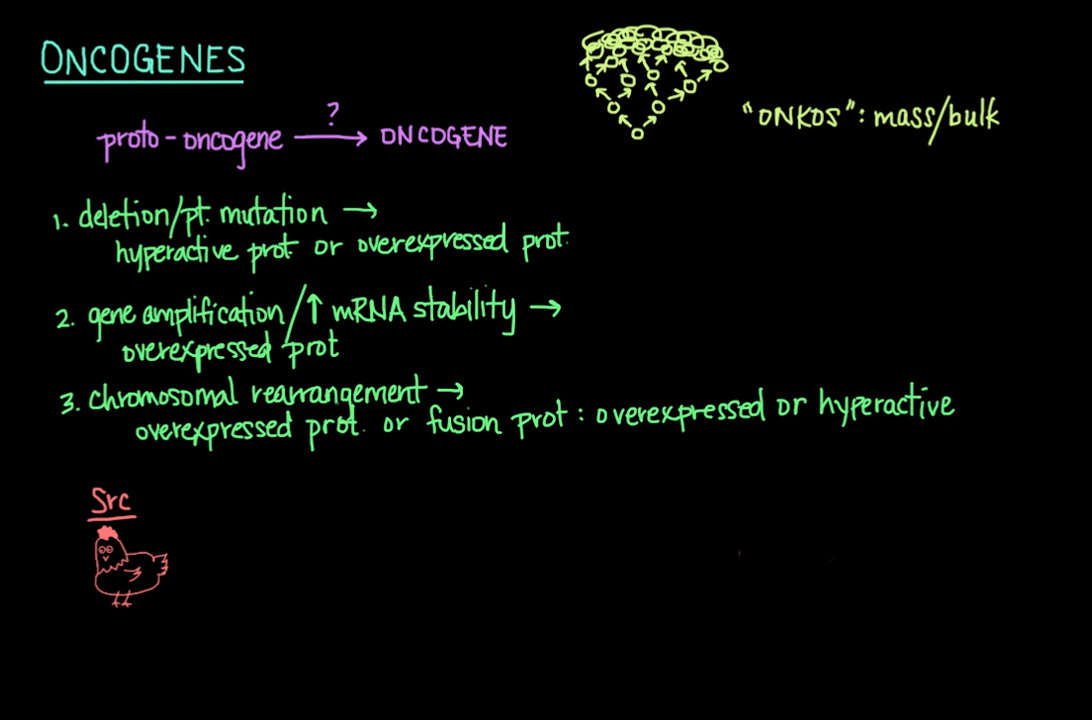 ONCOGENES
"ONKOS": mass/bulk
proto-oncogene ?→ ONCOGENE
1. deletion/pt. mutation →
hyperactive prot or overexpressed prot.
2. gene amplification/↑ mRNA stability →
overexpressed prot
3. chromosomal rearrangement →
overexpressed prot. or fusion prot: overexpressed or hyperactive
Src